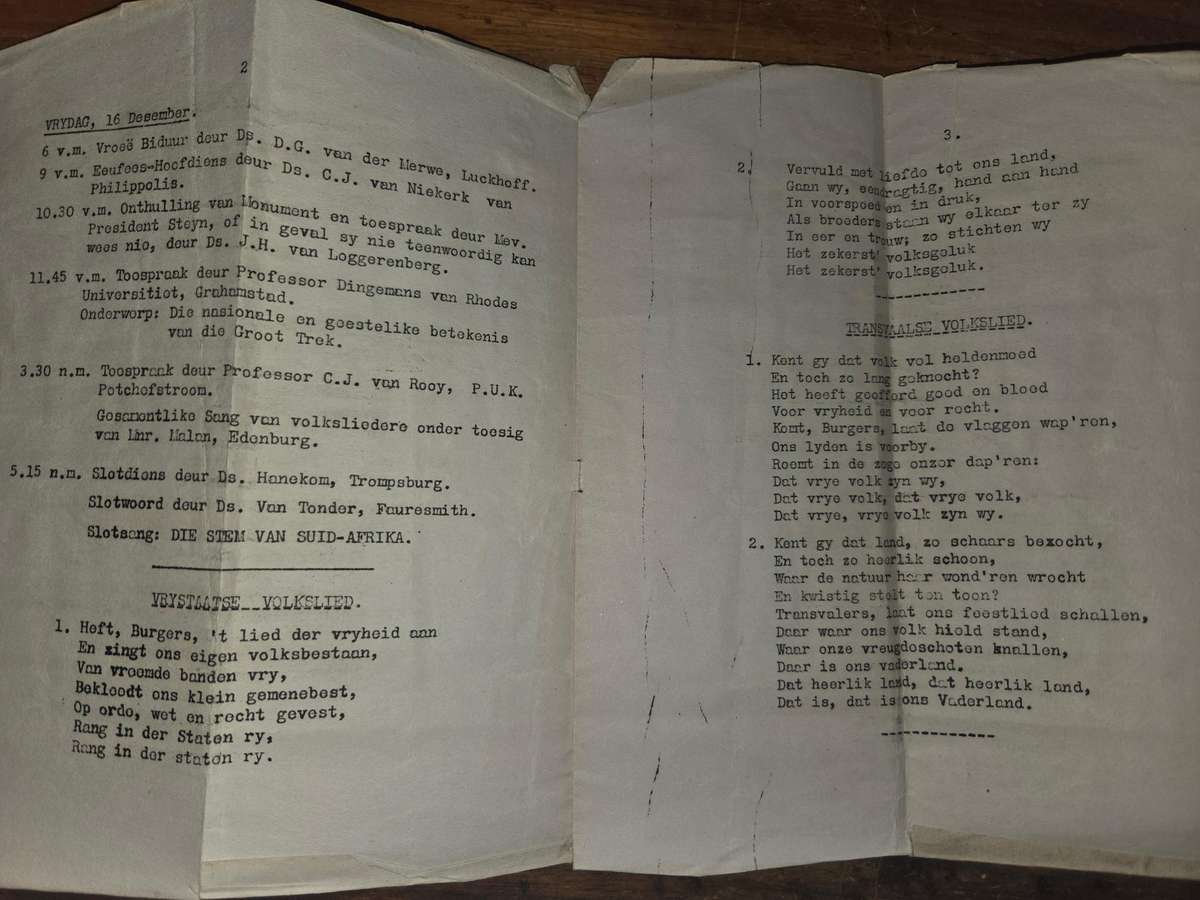 2
VRYDAG, 16 Desember.
6 v.m. Vroeë Biduur deur Ds. D.G. van der Merwe, Luckhoff.
9 v.m. Eeufees-Hoofdiens deur Ds. C.J. van Niekerk van
Philippolis.
10.30 v.m. Onthulling van Monument en toespraak deur Mev.
President Steyn, of in geval sy nie teenwoordig kan
wees nie, deur Ds. J.H. van Loggerenberg.
11.45 v.m. Toespraak deur Professor Dingemans van Rhodes
Universitiet, Grahamstad.
Onderwerp: Die nasionale en geestelike betekenis
van die Groot Trek.
3.30 n.m. Toespraak deur Professor C.J. van Rooy, P.U.K.
Potchefstroom.
Gesamentlike Sang van volksliedere onder toesig
van Mnr. Malan, Edenburg.
5.15 n.m. Slotdiens deur Ds. Hanekom, Trompsburg.
Slotwoord deur Ds. Van Tonder, Fauresmith.
Slotsang: DIE STEM VAN SUID-AFRIKA.
VRYSTAATSE VOLKSLIED.
1. Heft, Burgers, 't lied der vryheid aan
En zingt ons eigen volksbestaan,
Van vreemde banden vry,
Bekleedt ons klein gemenebest,
Op orde, wet en recht gevest,
Rang in der Staten ry,
Rang in der staten ry.
3.
2. Vervuld met liefde tot ons land,
Gaan wy, eendragtig, hand aan hand
In voorspoed en in druk,
Als broeders staan wy elkaar ter zy
In eer en trouw; zo stichten wy
Het zekerst' volksgeluk
Het zekerst' volksgeluk.
TRANSVAALSE VOLKSLIED.
1. Kent gy dat volk vol heldenmoed
En toch zo lang geknecht?
Het heeft geofferd goed en bloed
Voor vryheid en voor recht.
Komt, Burgers, laat de vlaggen wap'ren,
Ons lyden is voorby.
Roemt in de zege onzer dap'ren:
Dat vrye volk zyn wy,
Dat vrye volk, dat vrye volk,
Dat vrye, vrye volk zyn wy.
2. Kent gy dat land, zo schaars bezocht,
En toch zo heerlik schoon,
Waar de natuur haar wond'ren wrocht
En kwistig stelt ten toon?
Transvalers, laat ons feestlied schallen,
Daar waar ons volk hield stand,
Waar onze vreugdeschoten knallen,
Daar is ons vaderland.
Dat heerlik land, dat heerlik land,
Dat is, dat is ons Vaderland.